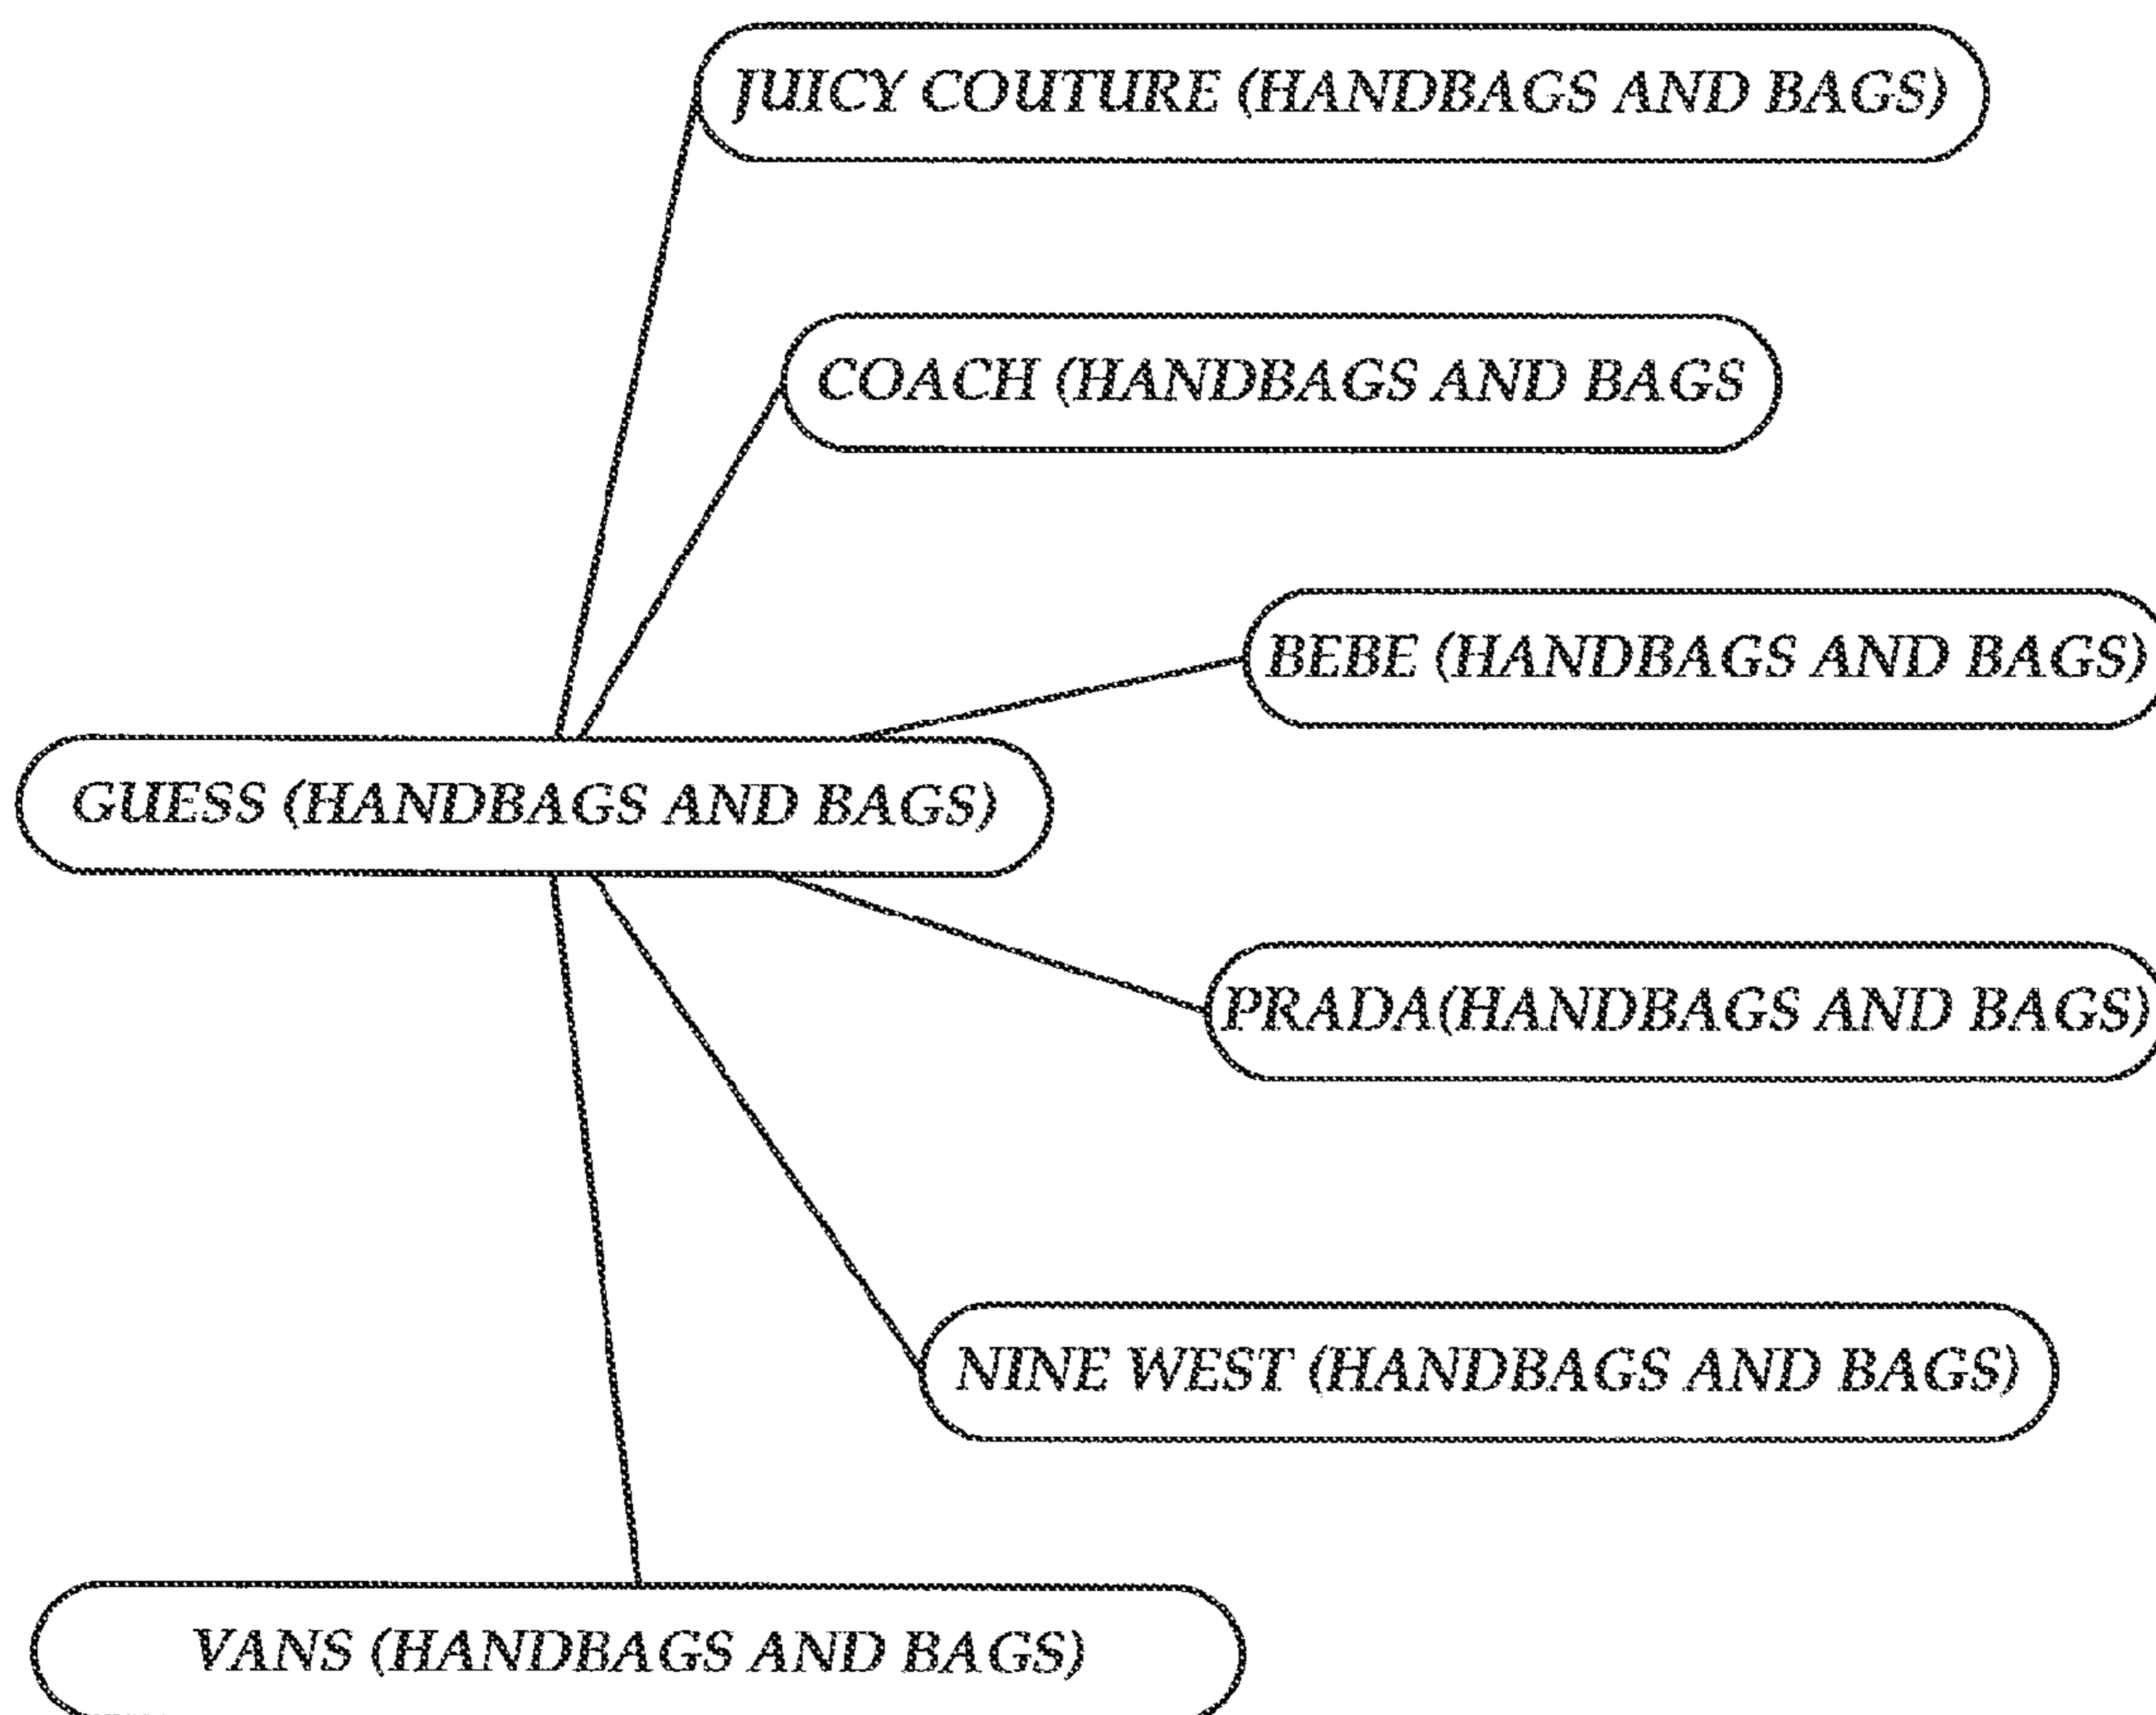 JUICY COUTURE (HANDBAGS AND BAGS)
COACH (HANDBAGS AND BAGS
BEBE (HANDBAGS AND BAGS)
GUESS (HANDBAGS AND BAGS)
PRADA(HANDBAGS AND BAGS)
NINE WEST (HANDBAGS AND BAGS)
VANS (HANDBAGS AND BAGS)